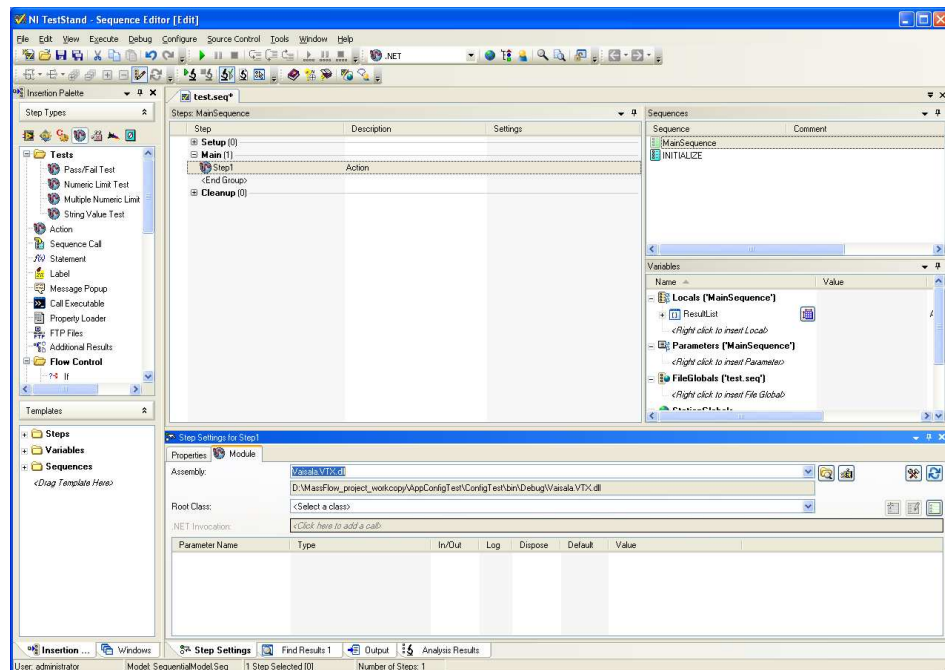 NI TestStand - Sequence Editor [Edit]
File Edit View Execute Debug Configure Source Control Tools Window Help
.NET
Insertion Palette
Step Types
Tests
Pass/Fail Test
Numeric Limit Test
Multiple Numeric Limit
String Value Test
Action
Sequence Call
f(x) Statement
Label
Message Popup
Call Executable
Property Loader
FTP Files
Additional Results
Flow Control
If
Templates
Steps
Variables
Sequences
<Drag Template Here>
Insertion ... Windows
test.seq*
Steps: MainSequence
Step Description Settings
Setup (0)
Main (1)
Step1 Action
<End Group>
Cleanup (0)
Sequences
Sequence Comment
MainSequence
INITIALIZE
Variables
Name Value
Locals ('MainSequence')
ResultList
<Right click to insert Local>
Parameters ('MainSequence')
<Right click to insert Parameter>
FileGlobals ('test.seq')
<Right click to insert File Global>
StationGlobals
Step Settings for Step1
Properties Module
Assembly: Vaisala.VTX.dll
D:\MassFlow_project_workcopy\AppConfigTest\ConfigTest\bin\Debug\Vaisala.VTX.dll
Root Class: <Select a class>
.NET Invocation: <Click here to add a call>
Parameter Name Type In/Out Log Dispose Default Value
Step Settings Find Results 1 Output Analysis Results
User: administrator Model: SequentialModel.Seq 1 Step Selected [0] Number of Steps: 1